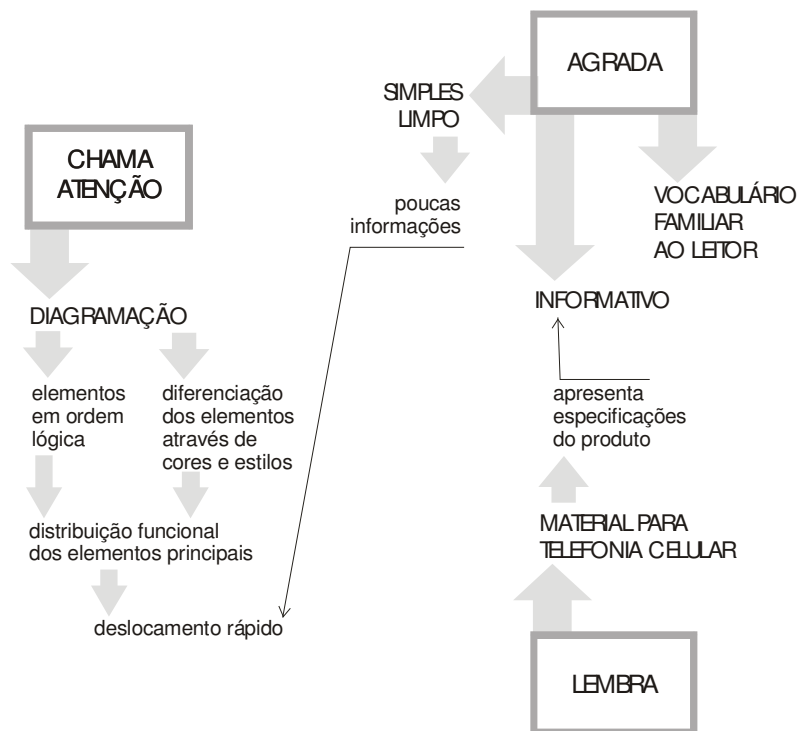 CHAMA
ATENÇÃO
DIAGRAMAÇÃO
elementos
em ordem
lógica
diferenciação
dos elementos
através de
cores e estilos
distribuição funcional
dos elementos principais
deslocamento rápido
AGRADA
SIMPLES
LIMPO
poucas
informações
VOCABULÁRIO
FAMILIAR
AO LEITOR
INFORMATIVO
apresenta
especificações
do produto
MATERIAL PARA
TELEFONIA CELULAR
LEMBRA